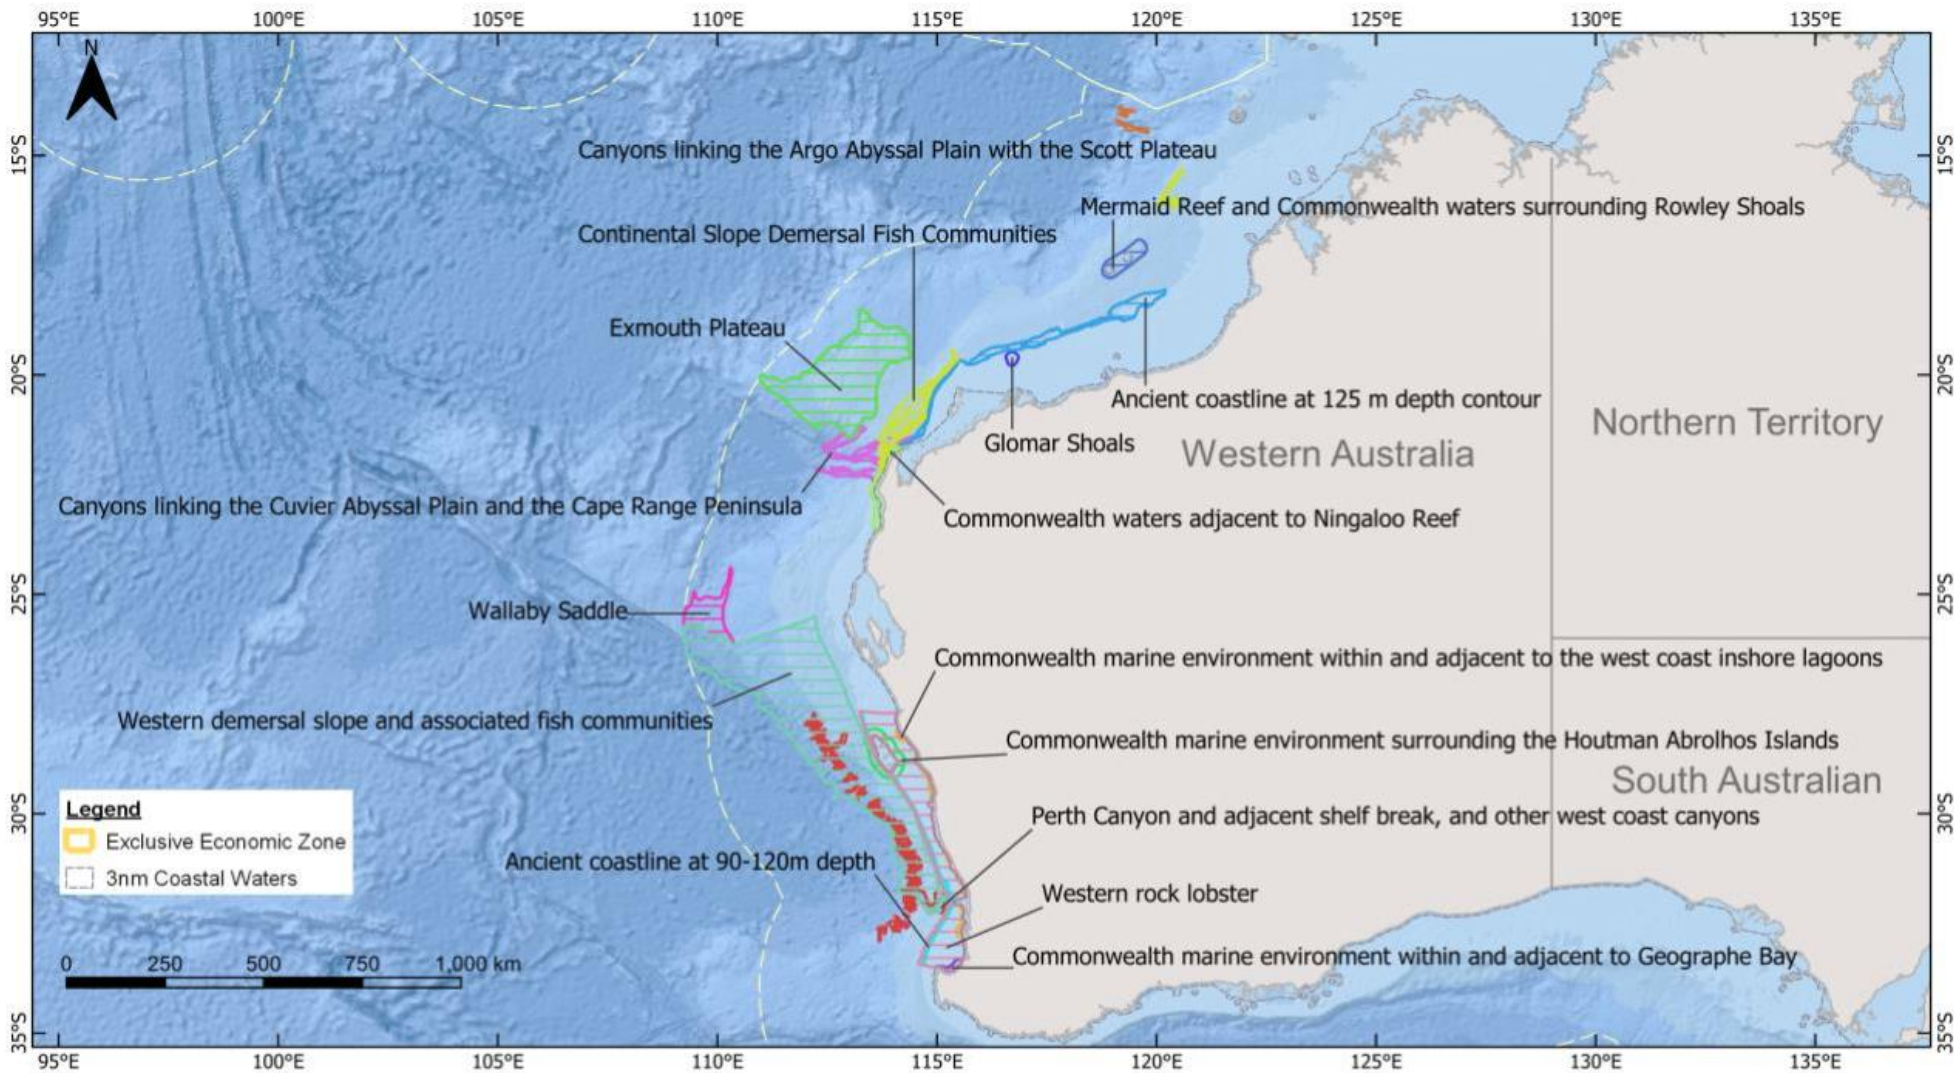 95°E 100°E 105°E 110°E 115°E 120°E 125°E 130°E 135°E
N
15°S
15°S
Canyons linking the Argo Abyssal Plain with the Scott Plateau
Mermaid Reef and Commonwealth waters surrounding Rowley Shoals
Continental Slope Demersal Fish Communities
Exmouth Plateau
20°S
20°S
Ancient coastline at 125 m depth contour
Northern Territory
Glomar Shoals
Western Australia
Canyons linking the Cuvier Abyssal Plain and the Cape Range Peninsula
Commonwealth waters adjacent to Ningaloo Reef
25°S
25°S
Wallaby Saddle
Commonwealth marine environment within and adjacent to the west coast inshore lagoons
Western demersal slope and associated fish communities
Commonwealth marine environment surrounding the Houtman Abrolhos Islands
South Australian
30°S
30°S
Legend
Exclusive Economic Zone
3nm Coastal Waters
Perth Canyon and adjacent shelf break, and other west coast canyons
Ancient coastline at 90-120m depth
Western rock lobster
Commonwealth marine environment within and adjacent to Geographe Bay
0 250 500 750 1,000 km
35°S
35°S
95°E 100°E 105°E 110°E 115°E 120°E 125°E 130°E 135°E